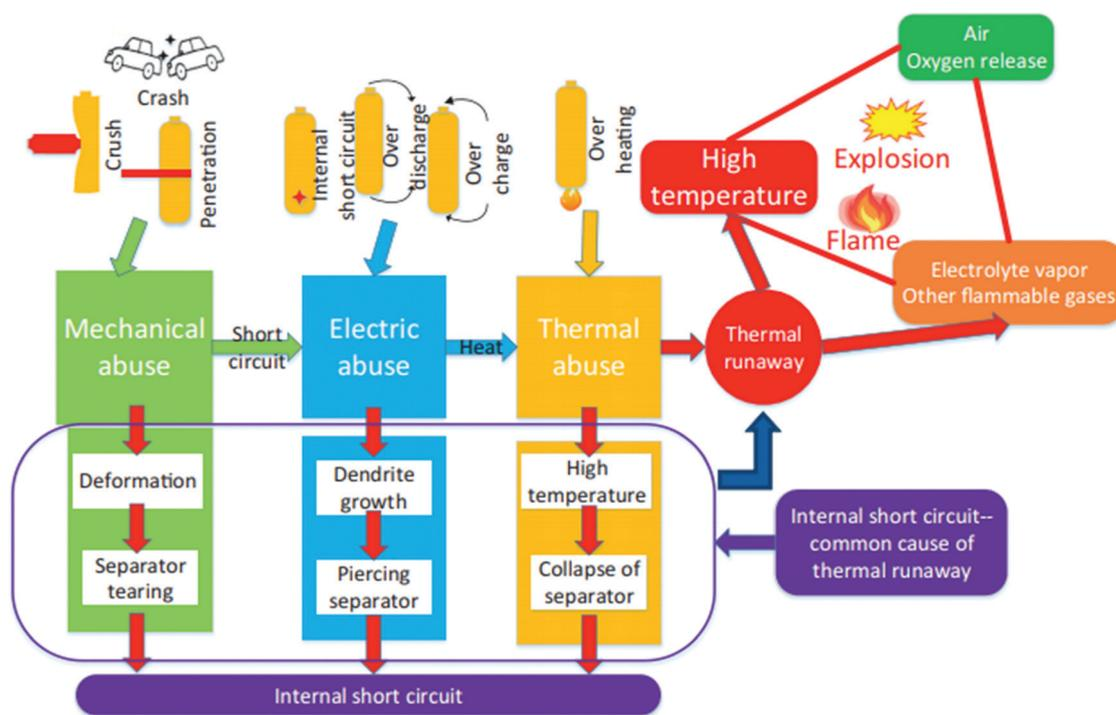 Crash
Crush
Penetration
Internal
short circuit
Over
discharge
Over
charge
Over
heating
Air
Oxygen release
High
temperature
Explosion
Flame
Electrolyte vapor
Other flammable gases
Mechanical
abuse
Short
circuit
Electric
abuse
Heat
Thermal
abuse
Thermal
runaway
Deformation
Separator
tearing
Dendrite
growth
Piercing
separator
High
temperature
Collapse of
separator
Internal short circuit--
common cause of
thermal runaway
Internal short circuit